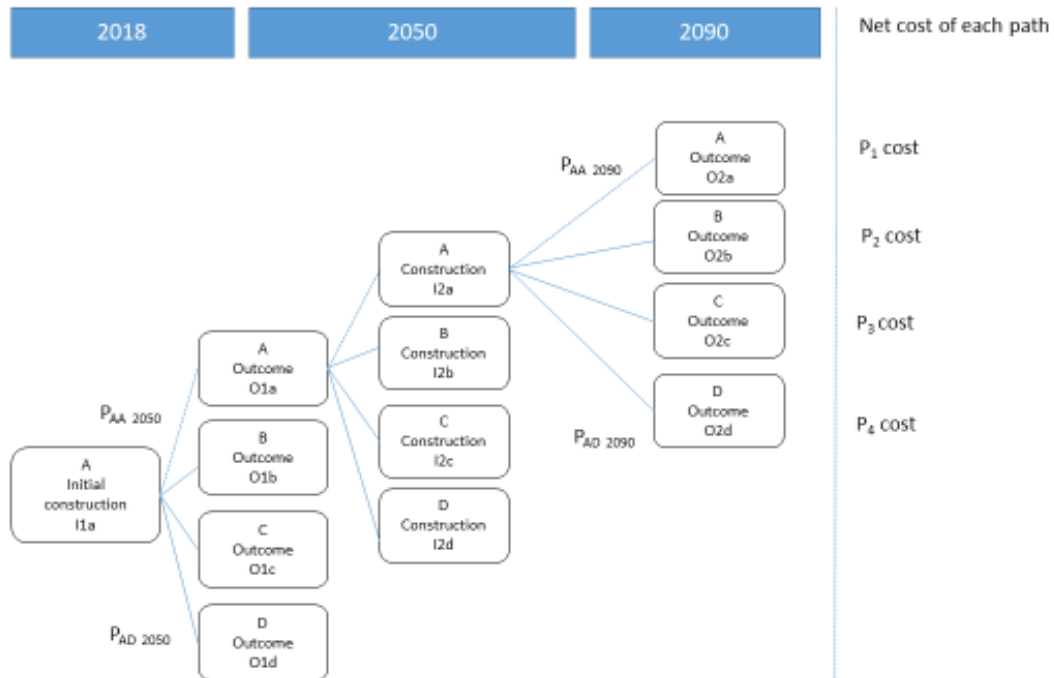 2018
2050
2090
Net cost of each path
A
Outcome
O2a
P1 cost
PAA 2090
B
Outcome
O2b
P2 cost
A
Construction
I2a
C
Outcome
O2c
P3 cost
B
Construction
I2b
A
Outcome
O1a
D
Outcome
O2d
P4 cost
PAD 2090
PAA 2050
C
Construction
I2c
B
Outcome
O1b
A
Initial
construction
I1a
D
Construction
I2d
C
Outcome
O1c
D
Outcome
O1d
PAD 2050